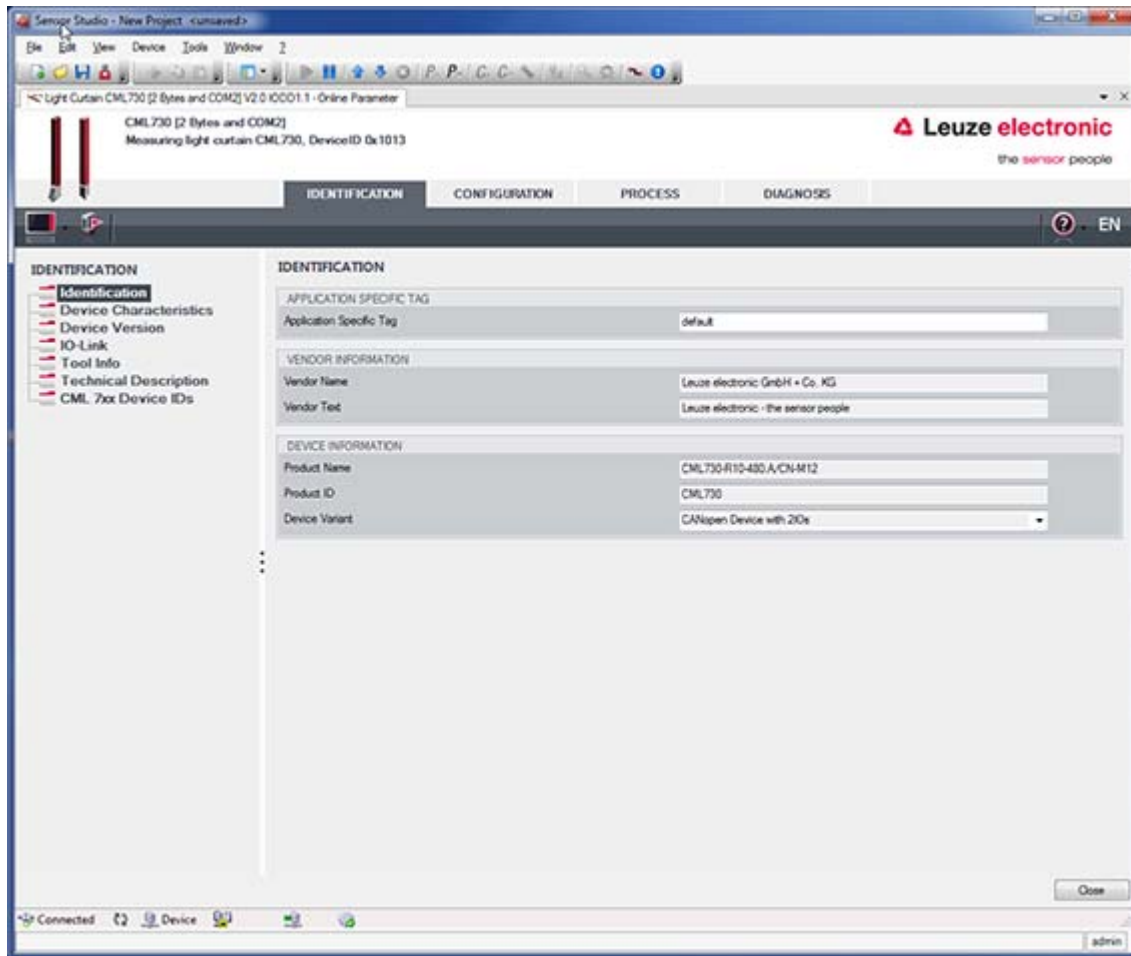 Sensor Studio - New Project <unsaved>
File Edit View Device Tools Window ?
P. P. C. C.
Light Curtain CML730 [2 Bytes and COM2] V2.0 IODD1.1 - Online Parameter
CML730 [2 Bytes and COM2]
Measuring light curtain CML730, DeviceID 0x1013
Leuze electronic
the sensor people
IDENTIFICATION CONFIGURATION PROCESS DIAGNOSIS
? EN
IDENTIFICATION
Identification
Device Characteristics
Device Version
IO-Link
Tool Info
Technical Description
CML 7xx Device IDs
IDENTIFICATION
APPLICATION SPECIFIC TAG
Application Specific Tag default
VENDOR INFORMATION
Vendor Name Leuze electronic GmbH + Co. KG
Vendor Text Leuze electronic - the sensor people
DEVICE INFORMATION
Product Name CML730-R10-480.A/CN-M12
Product ID CML730
Device Variant CANopen Device with 2IOs
Close
Connected Device
admin